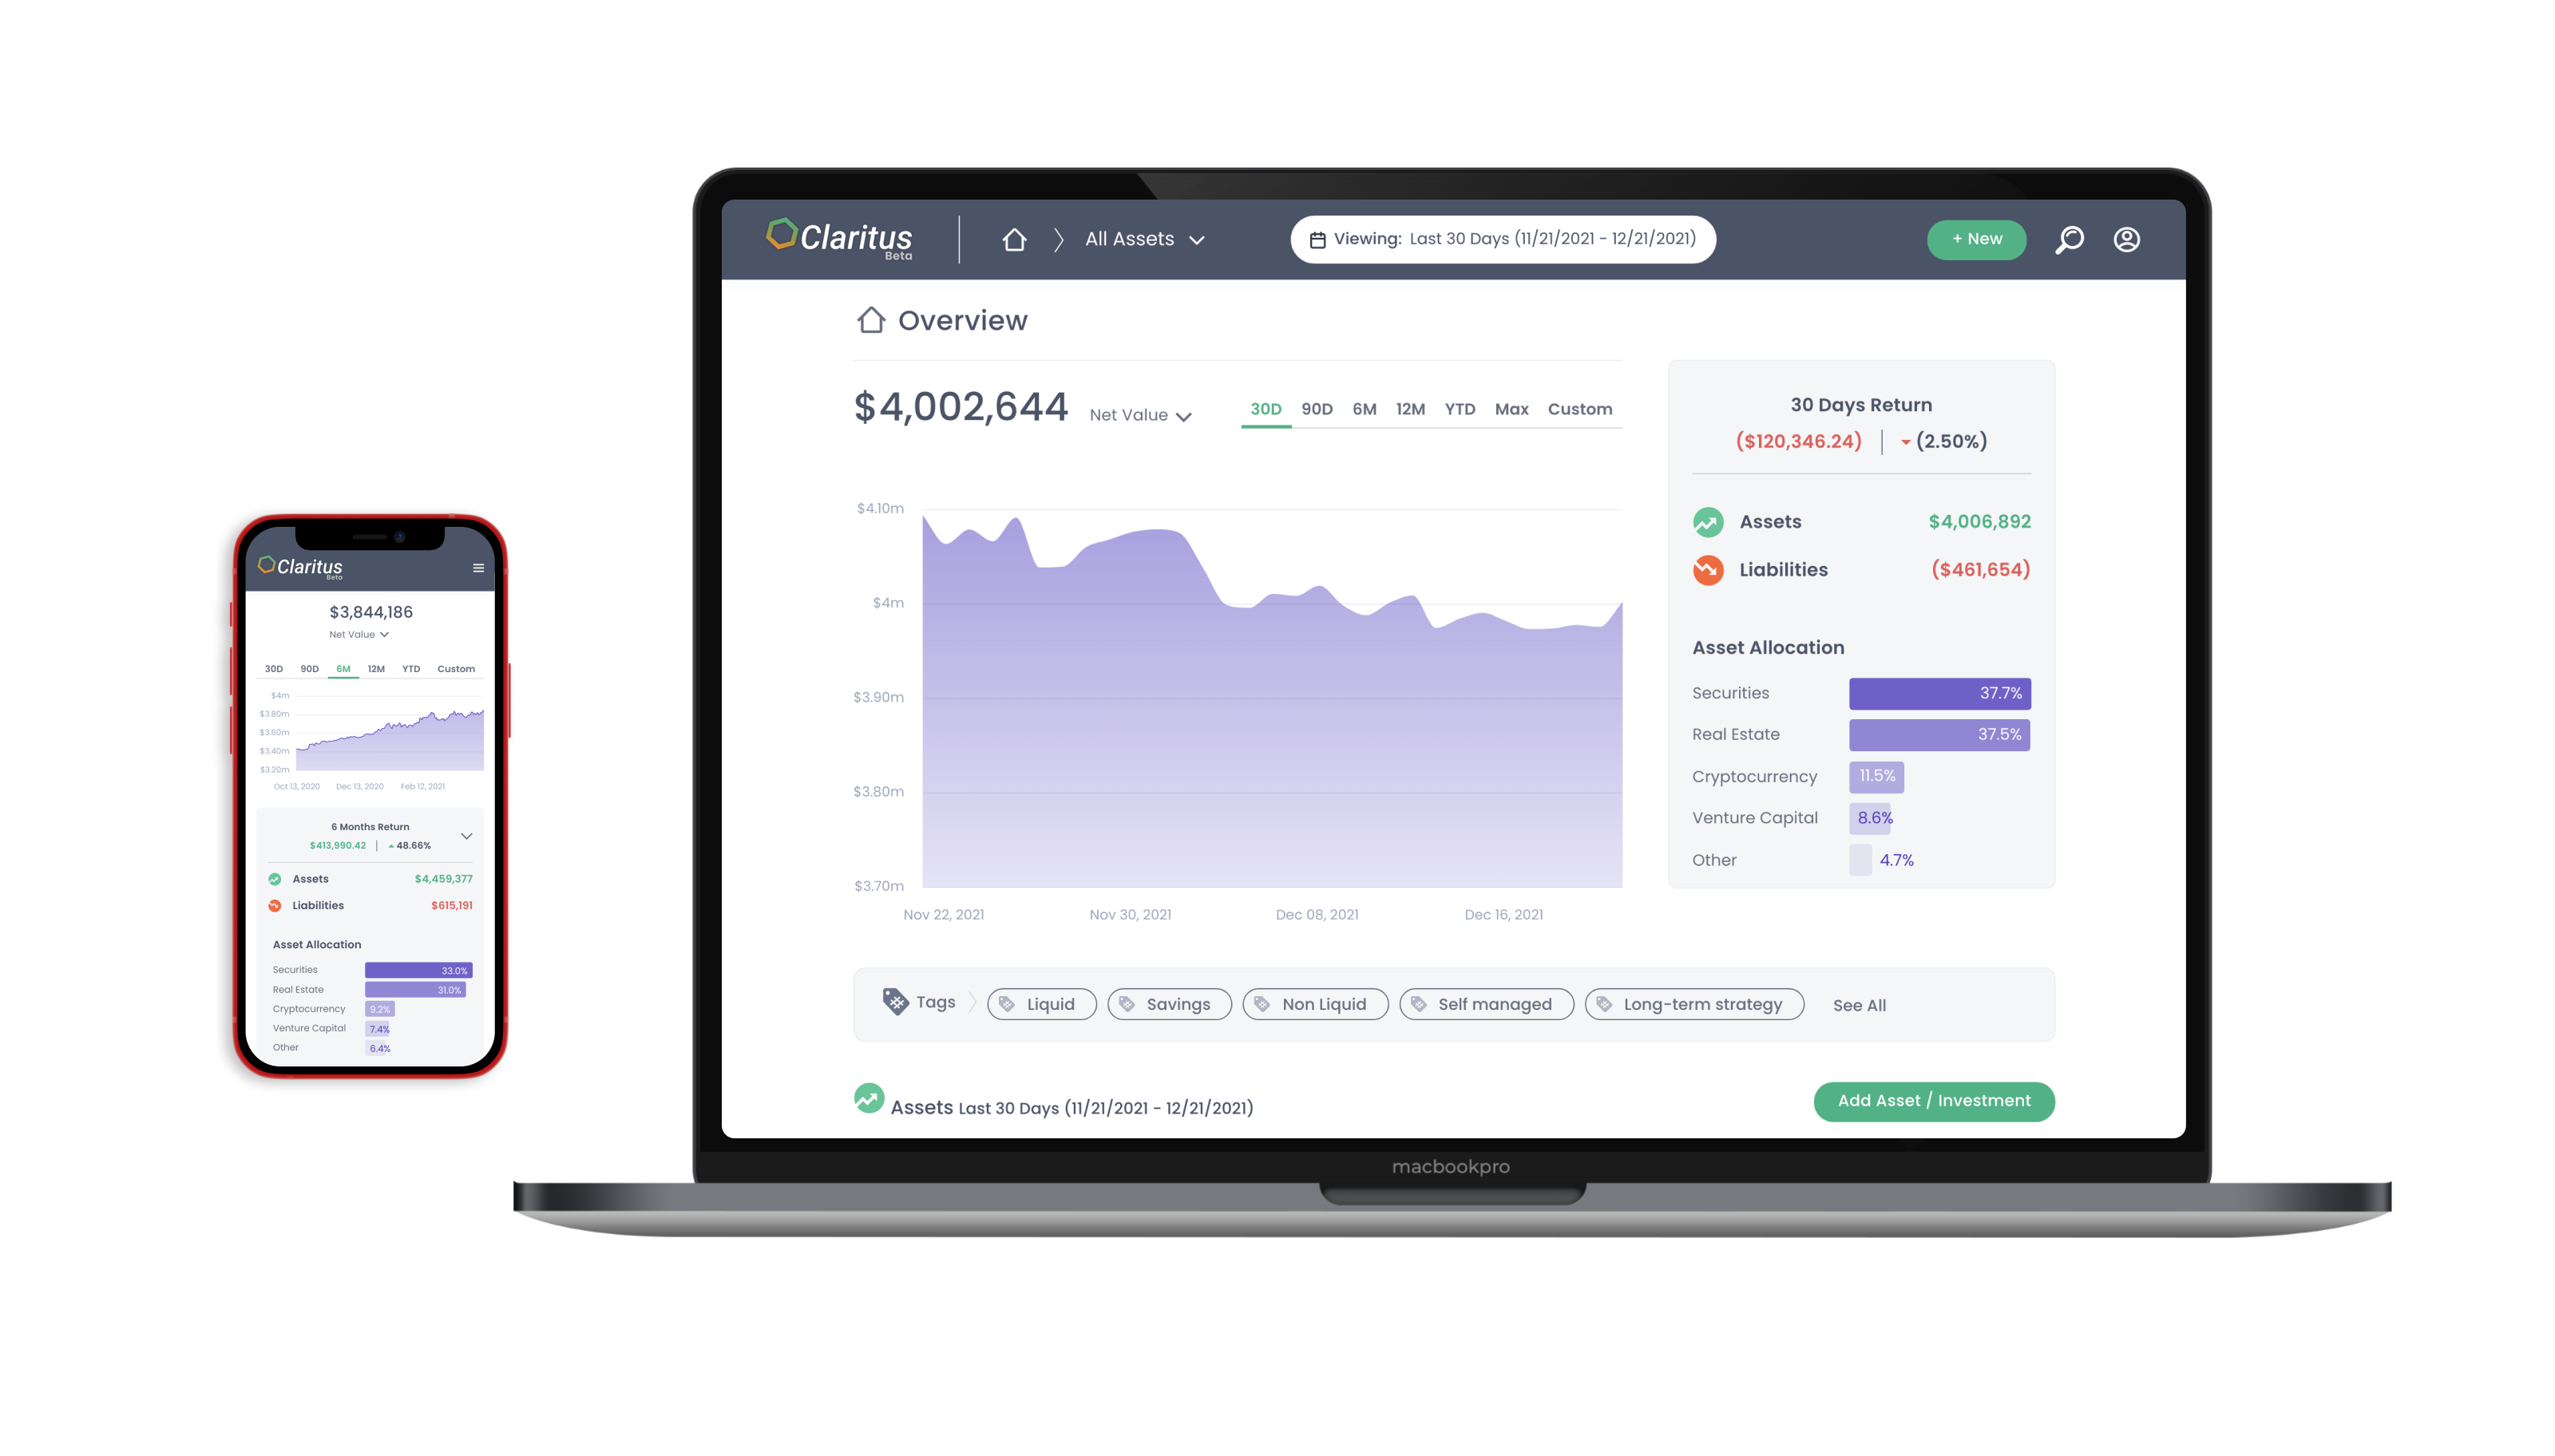 Claritus
Beta
$3,844,186
Net Value
30D 90D 6M 12M YTD Custom
$4m
$3.80m
$3.60m
$3.40m
$3.20m
Oct 13, 2020 Dec 13, 2020 Feb 12, 2021
6 Months Return
$413,990.42 | 48.66%
Assets $4,459,377
Liabilities $615,191
Asset Allocation
Securities 33.0%
Real Estate 31.0%
Cryptocurrency 9.2%
Venture Capital 7.4%
Other 6.4%
Claritus
Beta
All Assets
Viewing: Last 30 Days (11/21/2021 - 12/21/2021)
+ New
Overview
$4,002,644 Net Value
30D 90D 6M 12M YTD Max Custom
$4.10m
$4m
$3.90m
$3.80m
$3.70m
Nov 22, 2021 Nov 30, 2021 Dec 08, 2021 Dec 16, 2021
30 Days Return
($120,346.24) | (2.50%)
Assets $4,006,892
Liabilities ($461,654)
Asset Allocation
Securities 37.7%
Real Estate 37.5%
Cryptocurrency 11.5%
Venture Capital 8.6%
Other 4.7%
Tags Liquid Savings Non Liquid Self managed Long-term strategy See All
Assets Last 30 Days (11/21/2021 - 12/21/2021)
Add Asset / Investment
macbookpro